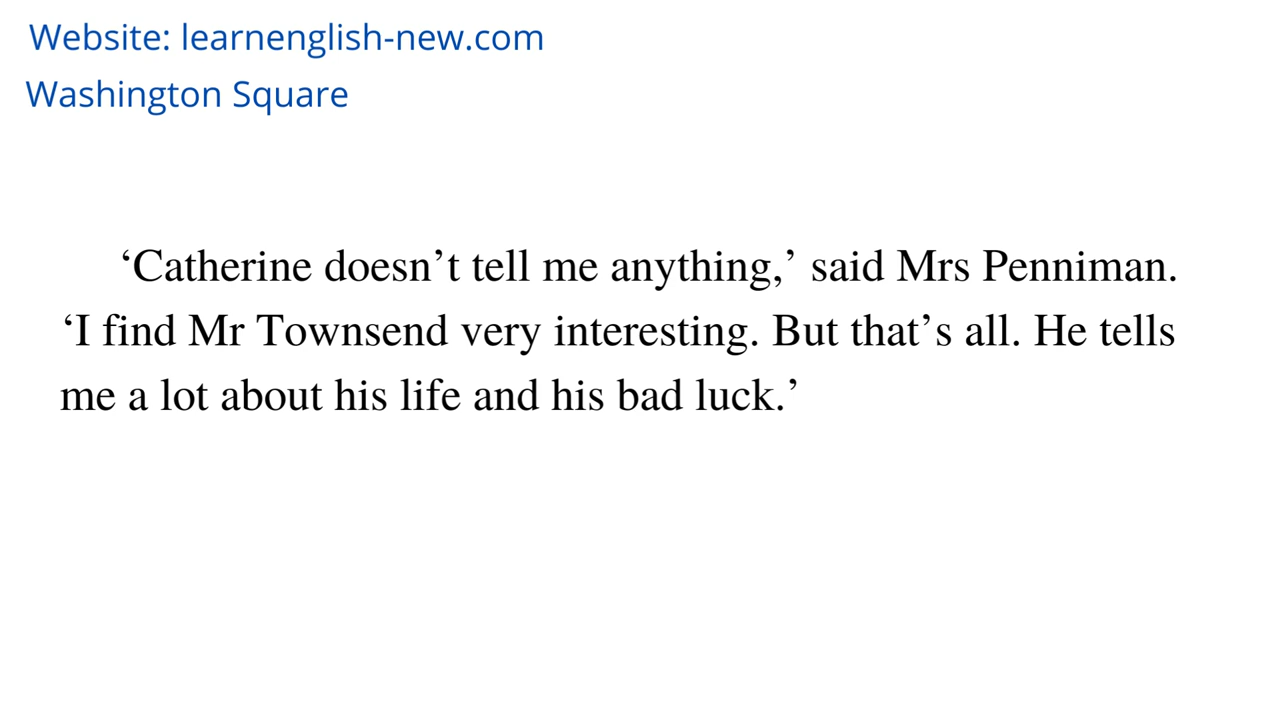 Website: learnenglish-new.com
Washington Square
‘Catherine doesn’t tell me anything,’ said Mrs Penniman.
‘I find Mr Townsend very interesting. But that’s all. He tells
me a lot about his life and his bad luck.’